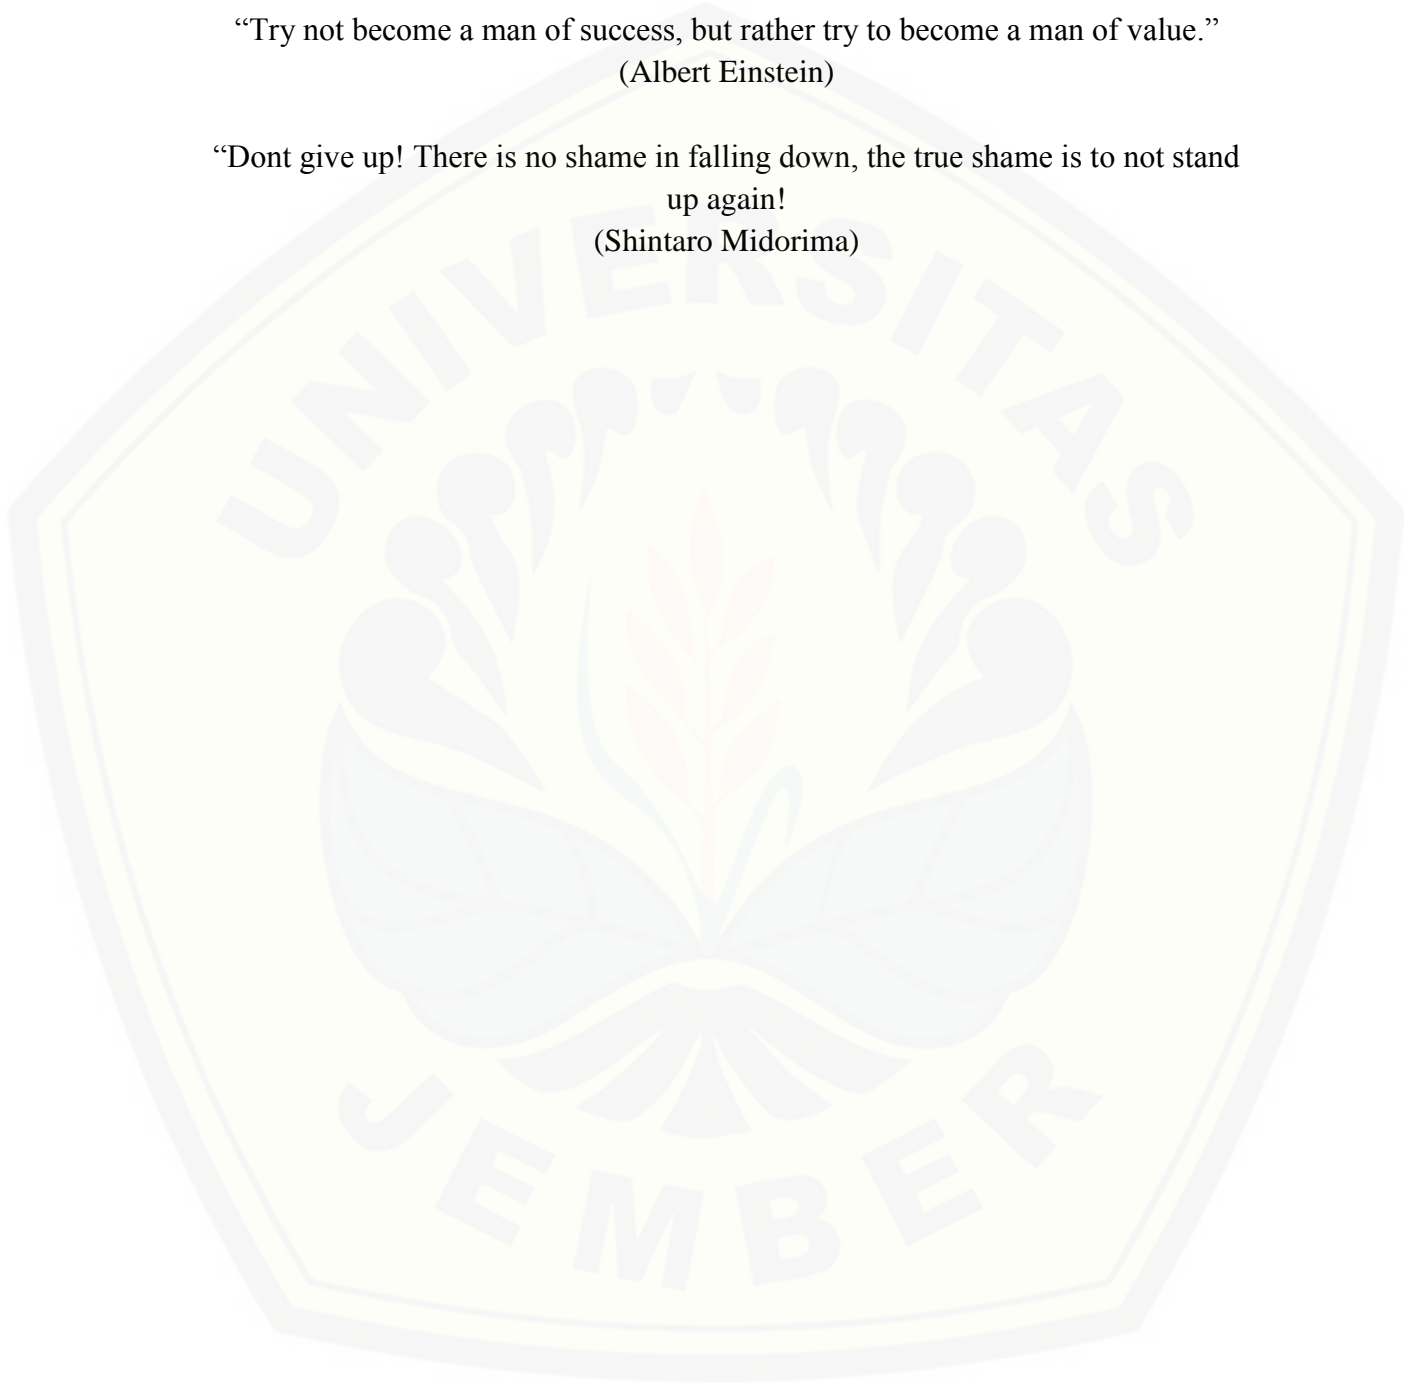 “Try not become a man of success, but rather try to become a man of value.”
(Albert Einstein)
“Dont give up! There is no shame in falling down, the true shame is to not stand
up again!
(Shintaro Midorima)
UNIVERSITAS
JEMBER